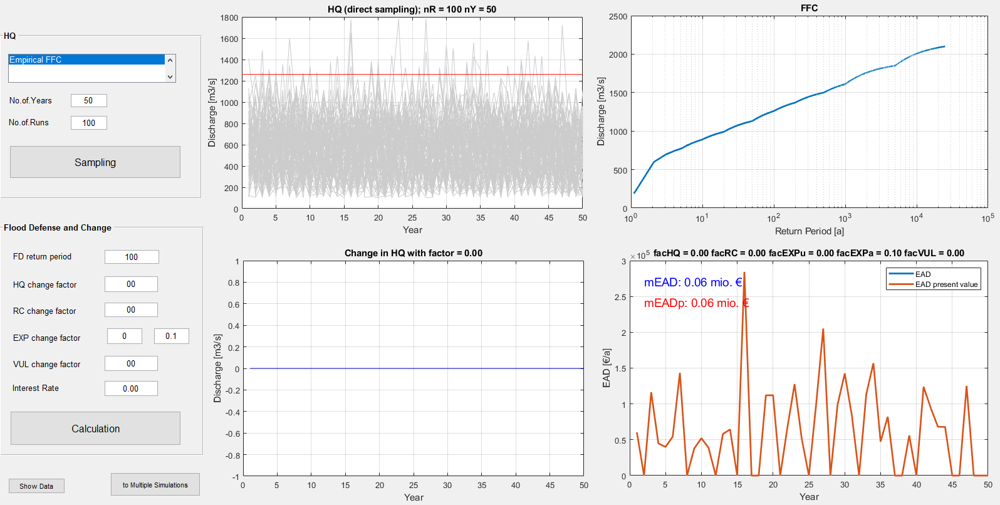 HQ
Empirical FFC
No.of.Years
50
No.of.Runs
100
Sampling
Flood Defense and Change
FD return period
100
HQ change factor
00
RC change factor
00
EXP change factor
0
0.1
VUL change factor
00
Interest Rate
0.00
Calculation
Show Data
to Multiple Simulations
HQ (direct sampling); nR = 100 nY = 50
Discharge [m3/s]
1800
1600
1400
1200
1000
800
600
400
200
0
0 5 10 15 20 25 30 35 40 45 50
Year
FFC
Discharge [m3/s]
2500
2000
1500
1000
500
0
10^0 10^1 10^2 10^3 10^4 10^5
Return Period [a]
Change in HQ with factor = 0.00
Discharge [m3/s]
1
0.8
0.6
0.4
0.2
0
-0.2
-0.4
-0.6
-0.8
-1
0 5 10 15 20 25 30 35 40 45 50
Year
×10^5
facHQ = 0.00 facRC = 0.00 facEXPu = 0.00 facEXPa = 0.10 facVUL = 0.00
mEAD: 0.06 mio. €
mEADp: 0.06 mio. €
EAD
EAD present value
EAD [€/a]
3
2.5
2
1.5
1
0.5
0
0 5 10 15 20 25 30 35 40 45 50
Year